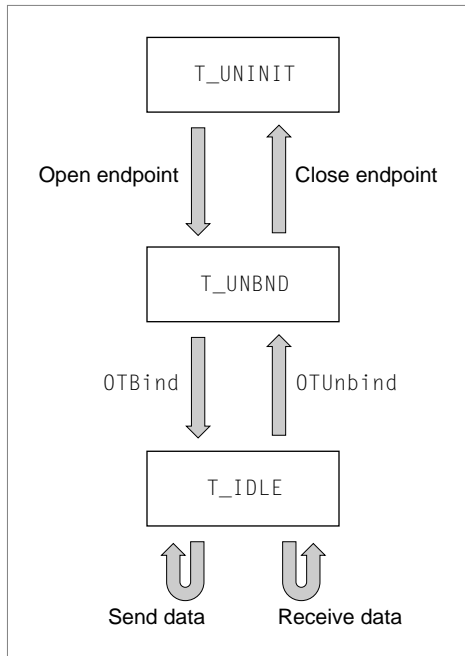 T_UNINIT
Open endpoint
Close endpoint
T_UNBND
OTBind
OTUnbind
T_IDLE
Send data
Receive data